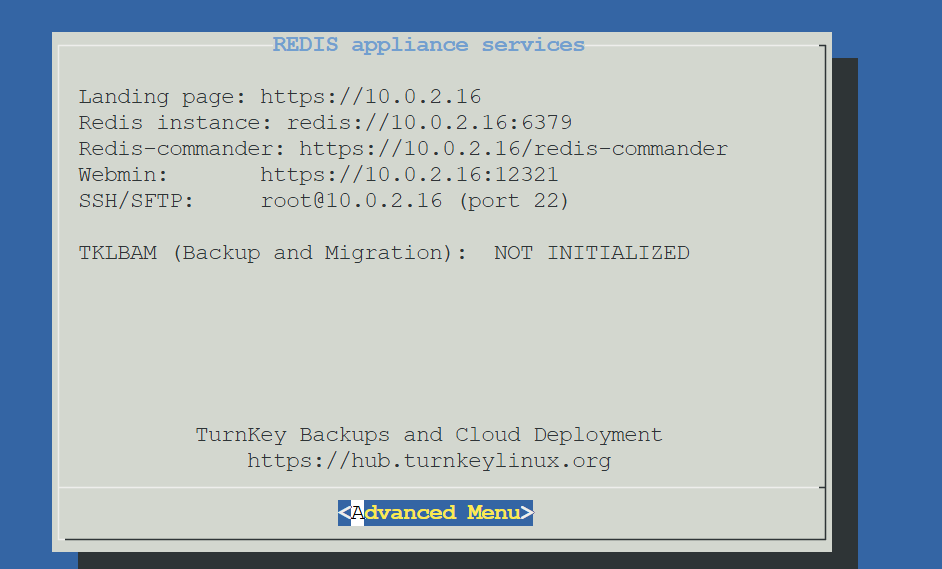 REDIS appliance services
Landing page: https://10.0.2.16
Redis instance: redis://10.0.2.16:6379
Redis-commander: https://10.0.2.16/redis-commander
Webmin: https://10.0.2.16:12321
SSH/SFTP: root@10.0.2.16 (port 22)
TKLBAM (Backup and Migration): NOT INITIALIZED
TurnKey Backups and Cloud Deployment
https://hub.turnkeylinux.org
<Advanced Menu>